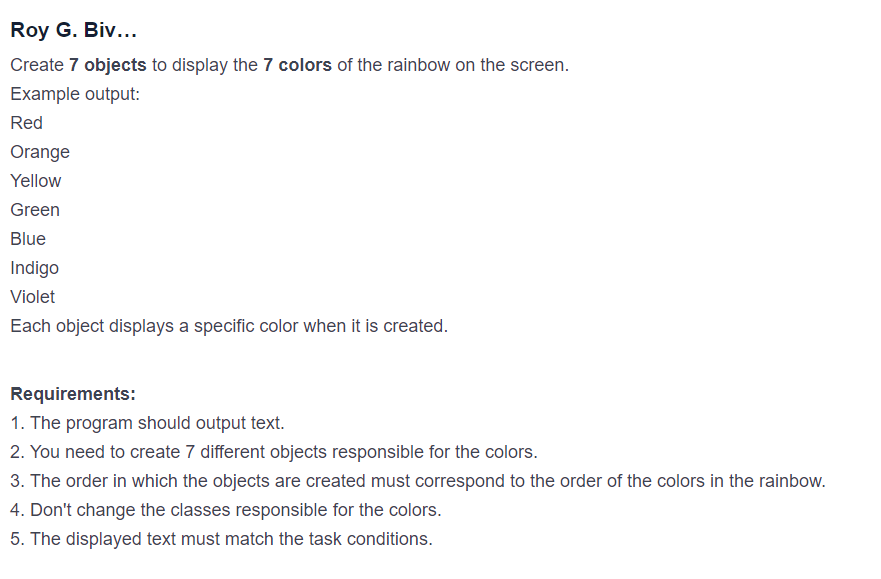 Roy G. Biv…
Create 7 objects to display the 7 colors of the rainbow on the screen.
Example output:
Red
Orange
Yellow
Green
Blue
Indigo
Violet
Each object displays a specific color when it is created.
Requirements:
1. The program should output text.
2. You need to create 7 different objects responsible for the colors.
3. The order in which the objects are created must correspond to the order of the colors in the rainbow.
4. Don't change the classes responsible for the colors.
5. The displayed text must match the task conditions.